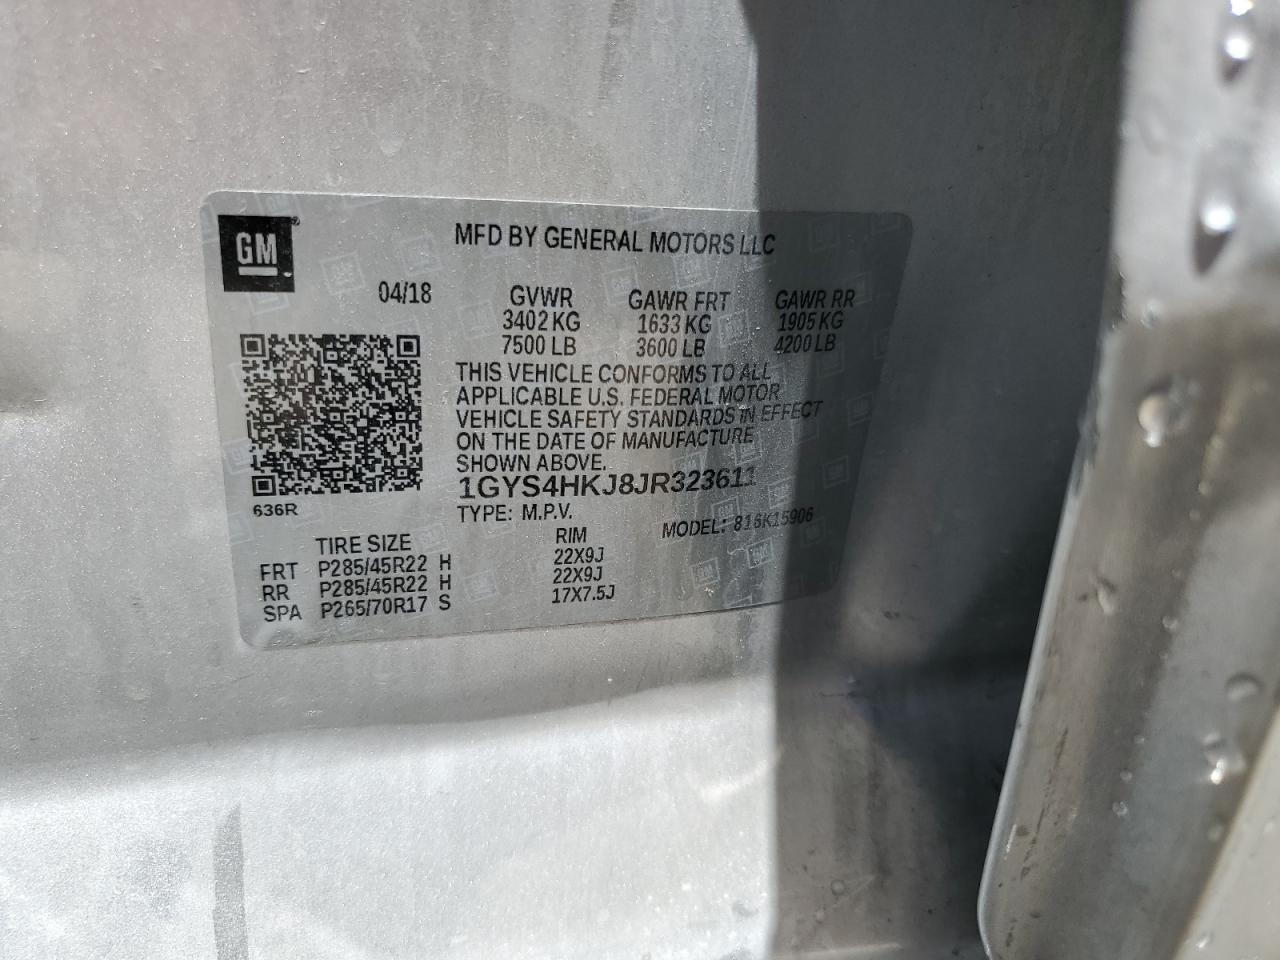 GM
MFD BY GENERAL MOTORS LLC
04/18 GVWR GAWR FRT GAWR RR
3402 KG 1633 KG 1905 KG
7500 LB 3600 LB 4200 LB
THIS VEHICLE CONFORMS TO ALL
APPLICABLE U.S. FEDERAL MOTOR
VEHICLE SAFETY STANDARDS IN EFFECT
ON THE DATE OF MANUFACTURE
SHOWN ABOVE.
1GYS4HKJ8JR323611
636R
TYPE: M.P.V. MODEL: 816K15906
TIRE SIZE RIM
FRT P285/45R22 H 22X9J
RR P285/45R22 H 22X9J
SPA P265/70R17 S 17X7.5J